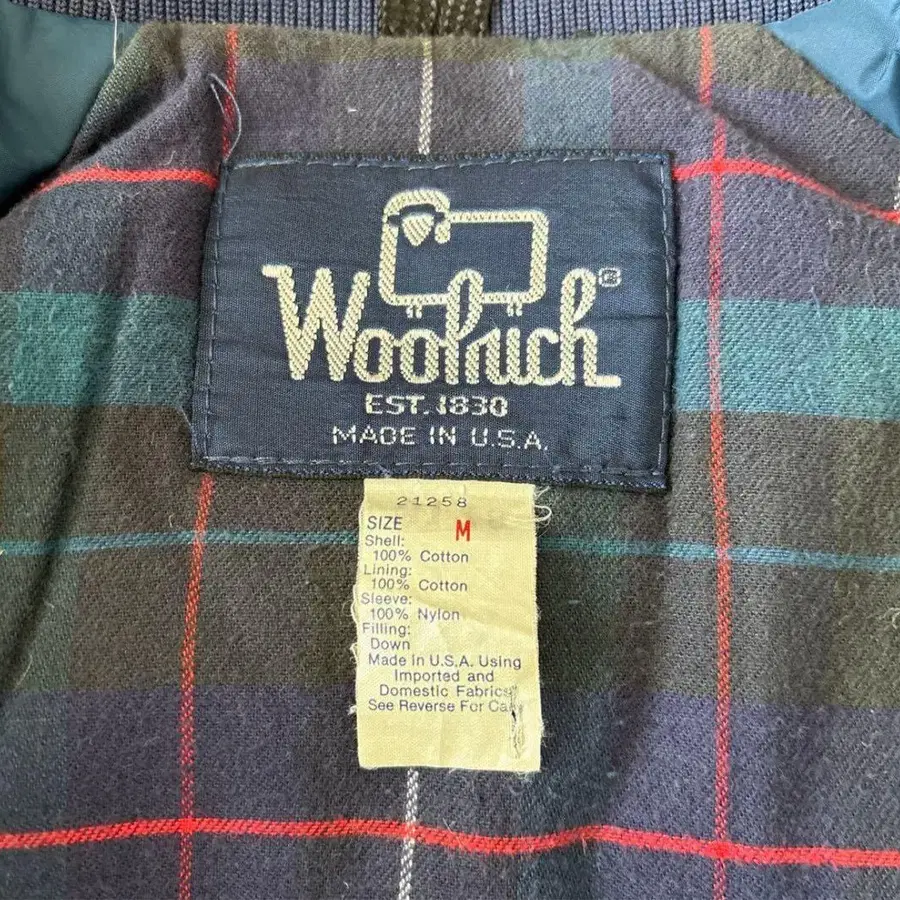 Woolrich®
EST. 1830
MADE IN U.S.A.
21258
SIZE M
Shell:
100% Cotton
Lining:
100% Cotton
Sleeve:
100% Nylon
Filling:
Down
Made in U.S.A. Using
Imported and
Domestic Fabrics
See Reverse For